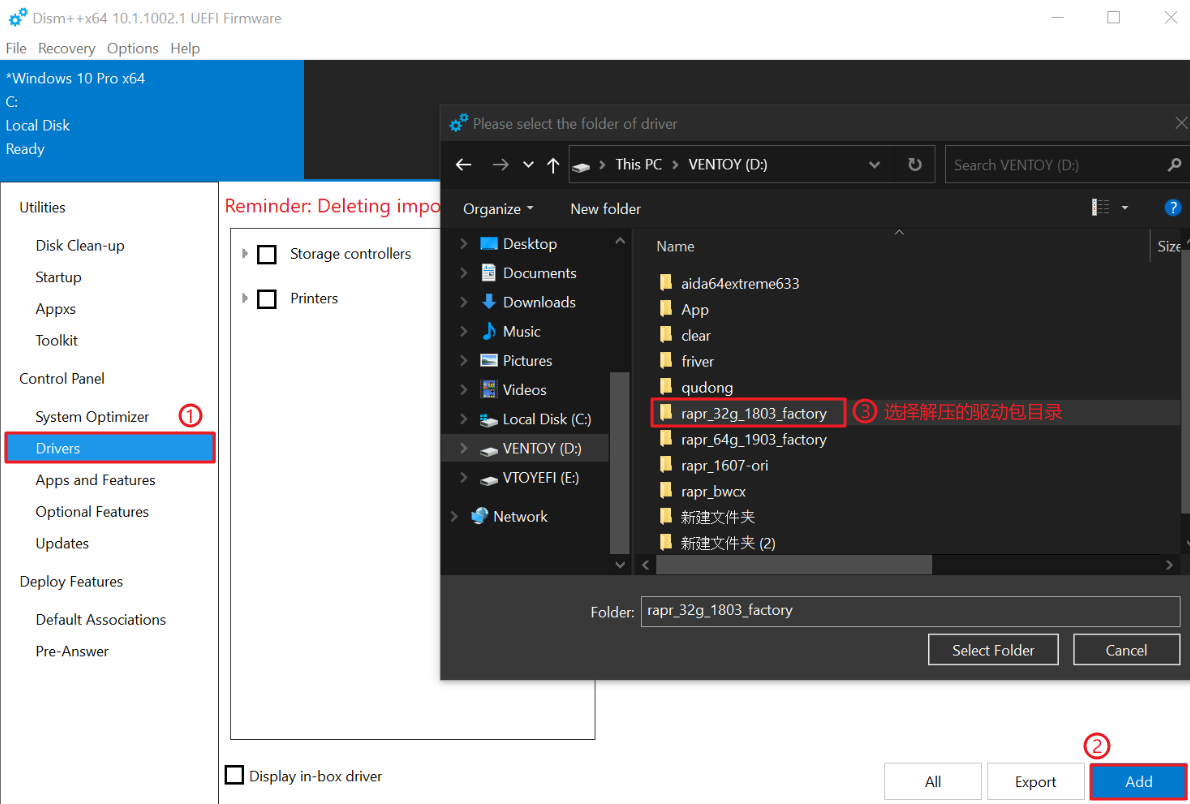 Dism++x64 10.1.1002.1 UEFI Firmware
File Recovery Options Help
*Windows 10 Pro x64
C:
Local Disk
Ready
Utilities
Disk Clean-up
Startup
Appxs
Toolkit
Control Panel
System Optimizer
①
Drivers
Apps and Features
Optional Features
Updates
Deploy Features
Default Associations
Pre-Answer
Reminder: Deleting impo
Storage controllers
Printers
Display in-box driver
②
All
Export
Add
Please select the folder of driver
This PC > VENTOY (D:)
Search VENTOY (D:)
Organize
New folder
?
Desktop
Documents
Downloads
Music
Pictures
Videos
Local Disk (C:)
VENTOY (D:)
VTOYEFI (E:)
Network
Name
Size
aida64extreme633
App
clear
friver
qudong
rapr_32g_1803_factory
③ 选择解压的驱动包目录
rapr_64g_1903_factory
rapr_1607-ori
rapr_bwcx
新建文件夹
新建文件夹 (2)
Folder: rapr_32g_1803_factory
Select Folder
Cancel